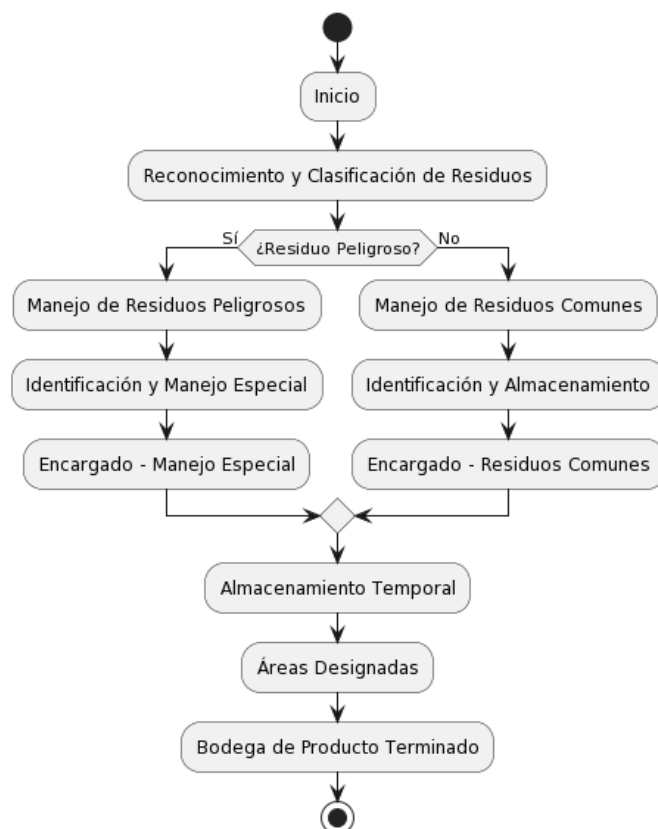 Inicio
Reconocimiento y Clasificación de Residuos
Sí
¿Residuo Peligroso?
No
Manejo de Residuos Peligrosos
Manejo de Residuos Comunes
Identificación y Manejo Especial
Identificación y Almacenamiento
Encargado - Manejo Especial
Encargado - Residuos Comunes
Almacenamiento Temporal
Áreas Designadas
Bodega de Producto Terminado